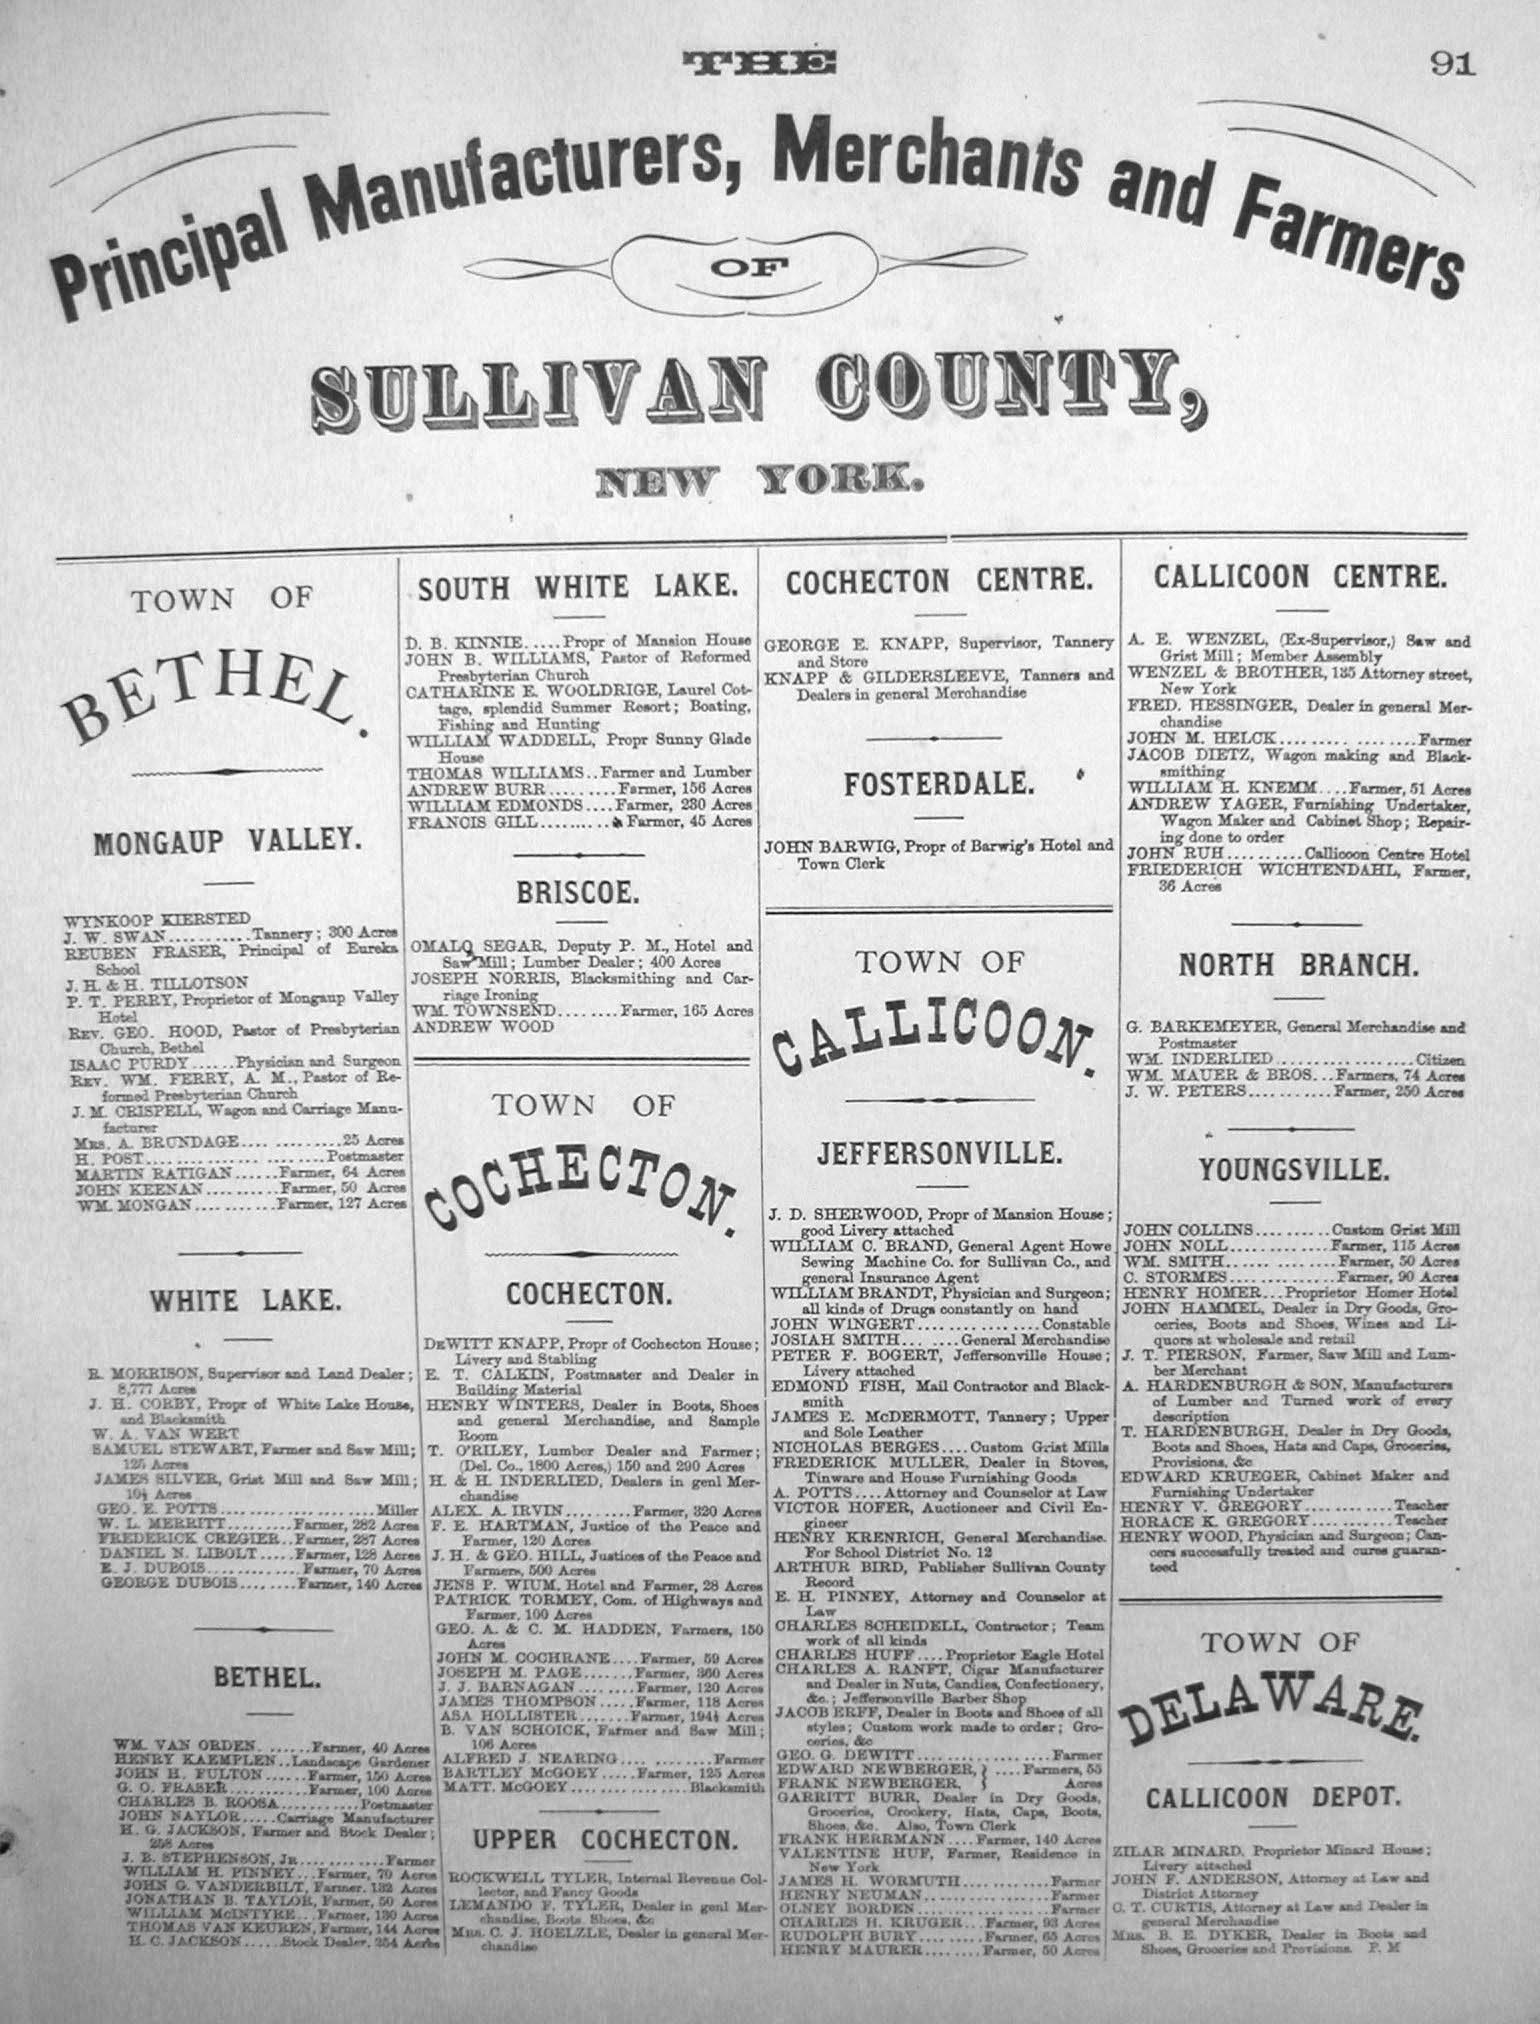 THE
91
Principal Manufacturers, Merchants and Farmers
OF
SULLIVAN COUNTY,
NEW YORK.
TOWN OF
BETHEL.
MONGAUP VALLEY.
WYNKOOP KIERSTED
J. W. SWAN...........Tannery; 300 Acres
REUBEN FRASER, Principal of Eureka
School
J. H. & H. TILLOTSON
P. T. PERRY, Proprietor of Mongaup Valley
Hotel
REV. GEO. HOOD, Pastor of Presbyterian
Church, Bethel
ISAAC PURDY......Physician and Surgeon
REV. WM. FERRY, A. M., Pastor of Re-
formed Presbyterian Church
J. M. CRISPELL, Wagon and Carriage Manu-
facturer
MRS. A. BRUNDAGE.... ..........25 Acres
H. POST.... ........ ..........Postmaster
MARTIN RATIGAN......Farmer, 64 Acres
JOHN KEENAN..........Farmer, 50 Acres
WM. MONGAN...........Farmer, 127 Acres
WHITE LAKE.
R. MORRISON, Supervisor and Land Dealer;
8,777 Acres
J. H. CORBY, Propr of White Lake House,
and Blacksmith
W. A. VAN WERT
SAMUEL STEWART, Farmer and Saw Mill;
125 Acres
JAMES SILVER, Grist Mill and Saw Mill;
10½ Acres
GEO. E. POTTS.......................Miller
W. L. MERRITT.........Farmer, 282 Acres
FREDERICK CREGIER..Farmer, 287 Acres
DANIEL N. LIBOLT.....Farmer, 128 Acres
E. J. DUBOIS............Farmer, 70 Acres
GEORGE DUBOIS........Farmer, 140 Acres
BETHEL.
WM. VAN ORDEN. ......Farmer, 40 Acres
HENRY KAEMPLEN..Landscape Gardener
JOHN H. FULTON......Farmer, 150 Acres
G. O. FRASER...........Farmer, 100 Acres
CHARLES B. ROOSA...........Postmaster
JOHN NAYLOR.....Carriage Manufacturer
H. G. JACKSON, Farmer and Stock Dealer;
258 Acres
J. B. STEPHENSON, JR............Farmer
WILLIAM H. PINNEY...Farmer, 70 Acres
JOHN G. VANDERBILT, Farmer, 132 Acres
JONATHAN B. TAYLOR, Farmer, 50 Acres
WILLIAM McINTYRE...Farmer, 130 Acres
THOMAS VAN KEUREN, Farmer, 144 Acres
H. C. JACKSON......Stock Dealer, 254 Acres
SOUTH WHITE LAKE.
D. B. KINNIE.....Propr of Mansion House
JOHN B. WILLIAMS, Pastor of Reformed
Presbyterian Church
CATHARINE E. WOOLDRIGE, Laurel Cot-
tage, splendid Summer Resort; Boating,
Fishing and Hunting
WILLIAM WADDELL, Propr Sunny Glade
House
THOMAS WILLIAMS..Farmer and Lumber
ANDREW BURR.........Farmer, 156 Acres
WILLIAM EDMONDS....Farmer, 230 Acres
FRANCIS GILL..........Farmer, 45 Acres
BRISCOE.
OMALO SEGAR, Deputy P. M., Hotel and
Saw Mill; Lumber Dealer; 400 Acres
JOSEPH NORRIS, Blacksmithing and Car-
riage Ironing
WM. TOWNSEND........Farmer, 165 Acres
ANDREW WOOD
TOWN OF
COCHECTON.
COCHECTON.
DEWITT KNAPP, Propr of Cochecton House;
Livery and Stabling
E. T. CALKIN, Postmaster and Dealer in
Building Material
HENRY WINTERS, Dealer in Boots, Shoes
and general Merchandise, and Sample
Room
T. O'RILEY, Lumber Dealer and Farmer;
(Del. Co., 1800 Acres,) 150 and 290 Acres
H. & H. INDERLIED, Dealers in genl Mer-
chandise
ALEX. A. IRVIN.........Farmer, 320 Acres
F. E. HARTMAN, Justice of the Peace and
Farmer, 120 Acres
J. H. & GEO. HILL, Justices of the Peace and
Farmers, 500 Acres
JENS P. WIUM, Hotel and Farmer, 28 Acres
PATRICK TORMEY, Com. of Highways and
Farmer, 100 Acres
GEO. A. & C. M. HADDEN, Farmers, 150
Acres
JOHN M. COCHRANE....Farmer, 59 Acres
JOSEPH M. PAGE.......Farmer, 360 Acres
J. J. BARNAGAN........Farmer, 120 Acres
JAMES THOMPSON.....Farmer, 118 Acres
ASA HOLLISTER.......Farmer, 194½ Acres
B. VAN SCHOICK, Farmer and Saw Mill;
106 Acres
ALFRED J. NEARING.... ........Farmer
BARTLEY McGOEY.....Farmer, 125 Acres
MATT. McGOEY.................Blacksmith
UPPER COCHECTON.
ROCKWELL TYLER, Internal Revenue Col-
lector, and Fancy Goods
LEMANDO F. TYLER, Dealer in genl Mer-
chandise, Boots, Shoes, &c
MRS. C. J. HOELZLE, Dealer in general Mer-
chandise
COCHECTON CENTRE.
GEORGE E. KNAPP, Supervisor, Tannery
and Store
KNAPP & GILDERSLEEVE, Tanners and
Dealers in general Merchandise
FOSTERDALE.
JOHN BARWIG, Propr of Barwig's Hotel and
Town Clerk
TOWN OF
CALLICOON.
JEFFERSONVILLE.
J. D. SHERWOOD, Propr of Mansion House;
good Livery attached
WILLIAM C. BRAND, General Agent Howe
Sewing Machine Co. for Sullivan Co., and
general Insurance Agent
WILLIAM BRANDT, Physician and Surgeon;
all kinds of Drugs constantly on hand
JOHN WINGERT..................Constable
JOSIAH SMITH... ....General Merchandise
PETER F. BOGERT, Jeffersonville House;
Livery attached
EDMOND FISH, Mail Contractor and Black-
smith
JAMES E. McDERMOTT, Tannery; Upper
and Sole Leather
NICHOLAS BERGES....Custom Grist Mills
FREDERICK MULLER, Dealer in Stoves,
Tinware and House Furnishing Goods
A. POTTS....Attorney and Counselor at Law
VICTOR HOFER, Auctioneer and Civil En-
gineer
HENRY KRENRICH, General Merchandise.
For School District No. 12
ARTHUR BIRD, Publisher Sullivan County
Record
E. H. PINNEY, Attorney and Counselor at
Law
CHARLES SCHEIDELL, Contractor; Team
work of all kinds
CHARLES HUFF....Proprietor Eagle Hotel
CHARLES A. RANFT, Cigar Manufacturer
and Dealer in Nuts, Candies, Confectionery,
&c.; Jeffersonville Barber Shop
JACOB ERFF, Dealer in Boots and Shoes of all
styles; Custom work made to order; Gro-
ceries, &c
GEO. G. DEWITT.... .............Farmer
EDWARD NEWBERGER, } ....Farmers, 55
FRANK NEWBERGER, } Acres
GARRITT BURR, Dealer in Dry Goods,
Groceries, Crockery, Hats, Caps, Boots,
Shoes, &c. Also, Town Clerk
FRANK HERRMANN....Farmer, 140 Acres
VALENTINE HUF, Farmer, Residence in
New York
JAMES H. WORMUTH.............Farmer
HENRY NEUMAN..................Farmer
OLNEY BORDEN...................Farmer
CHARLES H. KRUGER...Farmer, 93 Acres
RUDOLPH BURY.........Farmer, 65 Acres
HENRY MAURER........Farmer, 50 Acres
CALLICOON CENTRE.
A. E. WENZEL, (Ex-Supervisor,) Saw and
Grist Mill; Member Assembly
WENZEL & BROTHER, 135 Attorney street,
New York
FRED. HESSINGER, Dealer in general Mer-
chandise
JOHN M. HELCK....................Farmer
JACOB DIETZ, Wagon making and Black-
smithing
WILLIAM H. KNEMM....Farmer, 51 Acres
ANDREW YAGER, Furnishing Undertaker,
Wagon Maker and Cabinet Shop; Repair-
ing done to order
JOHN RUH..........Callicoon Centre Hotel
FRIEDERICH WICHTENDAHL, Farmer,
36 Acres
NORTH BRANCH.
G. BARKEMEYER, General Merchandise and
Postmaster
WM. INDERLIED....................Citizen
WM. MAUER & BROS...Farmers, 74 Acres
J. W. PETERS...........Farmer, 250 Acres
YOUNGSVILLE.
JOHN COLLINS..........Custom Grist Mill
JOHN NOLL.............Farmer, 115 Acres
WM. SMITH..............Farmer, 50 Acres
C. STORMES.............Farmer, 90 Acres
HENRY HOMER...Proprietor Homer Hotel
JOHN HAMMEL, Dealer in Dry Goods, Gro-
ceries, Boots and Shoes, Wines and Li-
quors at wholesale and retail
J. T. PIERSON, Farmer, Saw Mill and Lum-
ber Merchant
A. HARDENBURGH & SON, Manufacturers
of Lumber and Turned work of every
description
T. HARDENBURGH, Dealer in Dry Goods,
Boots and Shoes, Hats and Caps, Groceries,
Provisions, &c
EDWARD KRUEGER, Cabinet Maker and
Furnishing Undertaker
HENRY V. GREGORY............Teacher
HORACE K. GREGORY...........Teacher
HENRY WOOD, Physician and Surgeon; Can-
cers successfully treated and cures guaran-
teed
TOWN OF
DELAWARE.
CALLICOON DEPOT.
ZILAR MINARD, Proprietor Minard House;
Livery attached
JOHN F. ANDERSON, Attorney at Law and
District Attorney
C. T. CURTIS, Attorney at Law and Dealer in
general Merchandise
MRS. B. E. DYKER, Dealer in Boots and
Shoes, Groceries and Provisions. P. M